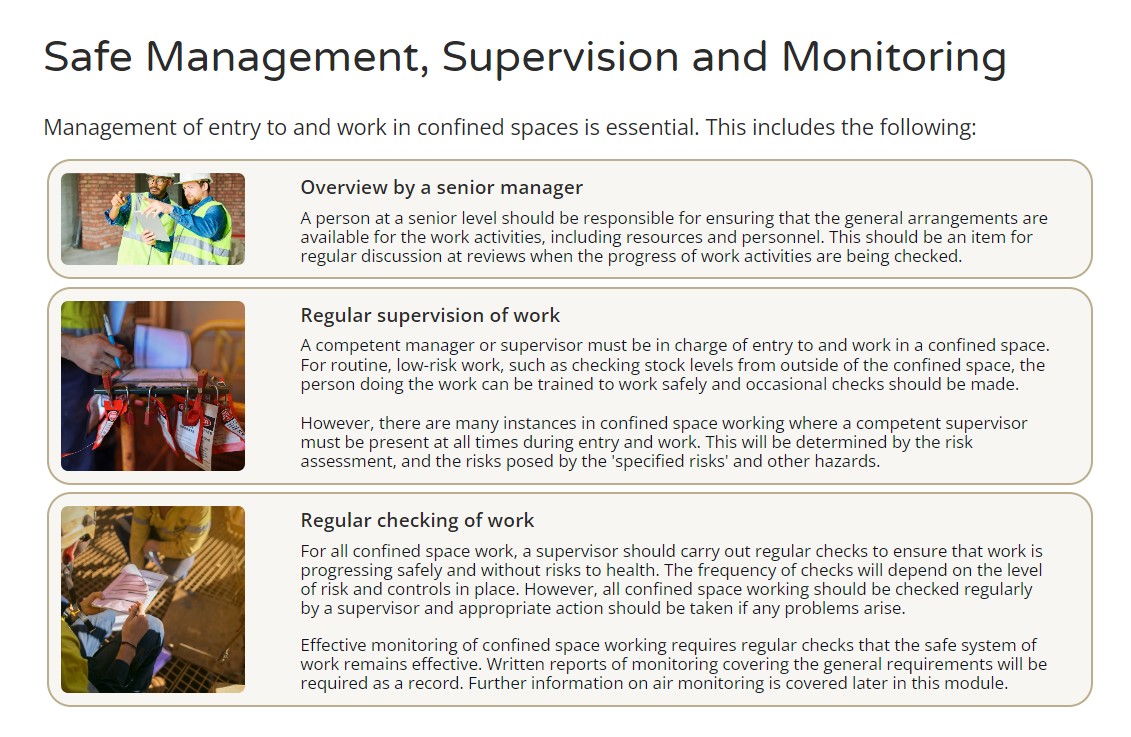 Safe Management, Supervision and Monitoring
Management of entry to and work in confined spaces is essential. This includes the following:
Overview by a senior manager
A person at a senior level should be responsible for ensuring that the general arrangements are
available for the work activities, including resources and personnel. This should be an item for
regular discussion at reviews when the progress of work activities are being checked.
Regular supervision of work
A competent manager or supervisor must be in charge of entry to and work in a confined space.
For routine, low-risk work, such as checking stock levels from outside of the confined space, the
person doing the work can be trained to work safely and occasional checks should be made.
However, there are many instances in confined space working where a competent supervisor
must be present at all times during entry and work. This will be determined by the risk
assessment, and the risks posed by the 'specified risks' and other hazards.
Regular checking of work
For all confined space work, a supervisor should carry out regular checks to ensure that work is
progressing safely and without risks to health. The frequency of checks will depend on the level
of risk and controls in place. However, all confined space working should be checked regularly
by a supervisor and appropriate action should be taken if any problems arise.
Effective monitoring of confined space working requires regular checks that the safe system of
work remains effective. Written reports of monitoring covering the general requirements will be
required as a record. Further information on air monitoring is covered later in this module.